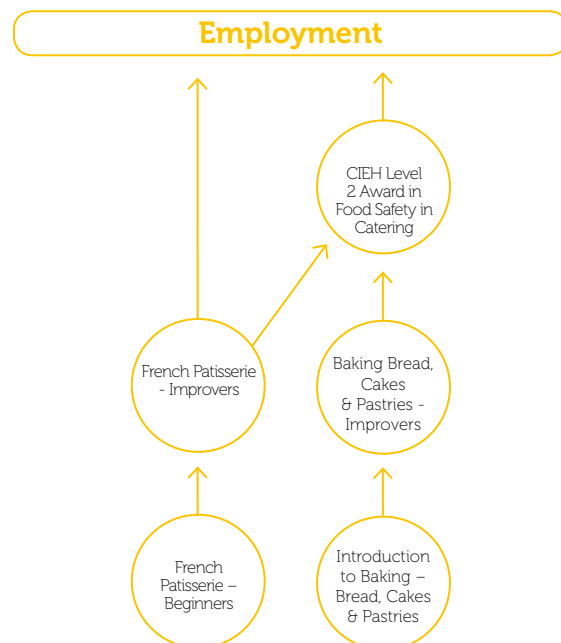 Employment
CIEH Level
2 Award in
Food Safety in
Catering
French Patisserie
- Improvers
Baking Bread,
Cakes
& Pastries -
Improvers
French
Patisserie –
Beginners
Introduction
to Baking –
Bread, Cakes
& Pastries